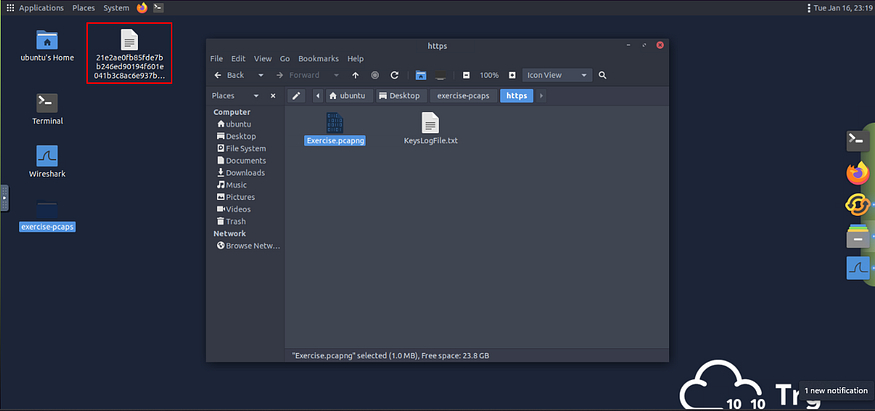 Applications Places System
Tue Jan 16, 23:19
ubuntu's Home
21e2ae0fb85fde7b
b246ed90194f601e
041b3c8ac6e937b...
Terminal
Wireshark
exercise-pcaps
https
File Edit View Go Bookmarks Help
Back Forward 100% Icon View
Places ubuntu Desktop exercise-pcaps https
Computer
ubuntu
Desktop
File System
Documents
Downloads
Music
Pictures
Videos
Trash
Network
Browse Netw...
Exercise.pcapng
KeysLogFile.txt
"Exercise.pcapng" selected (1.0 MB), Free space: 23.8 GB
10 10
1 new notification